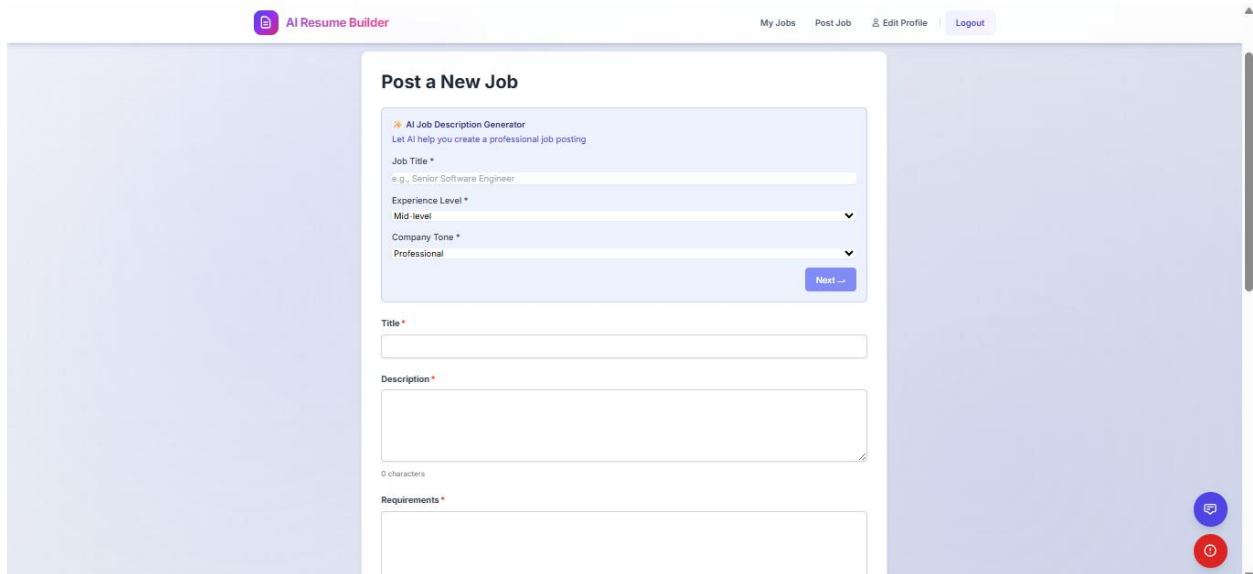 AI Resume Builder
My Jobs Post Job Edit Profile Logout
Post a New Job
AI Job Description Generator
Let AI help you create a professional job posting
Job Title *
e.g., Senior Software Engineer
Experience Level *
Mid-level
Company Tone *
Professional
Next →
Title *
Description *
0 characters
Requirements *